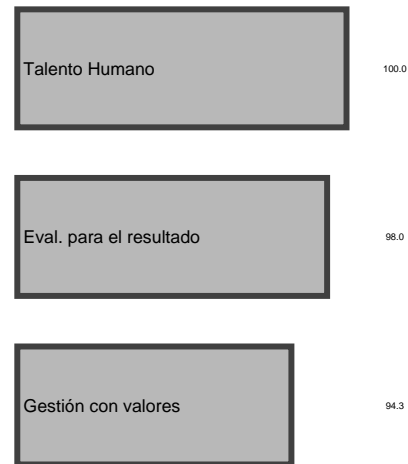 Talento Humano 100.0
Eval. para el resultado 98.0
Gestión con valores 94.3